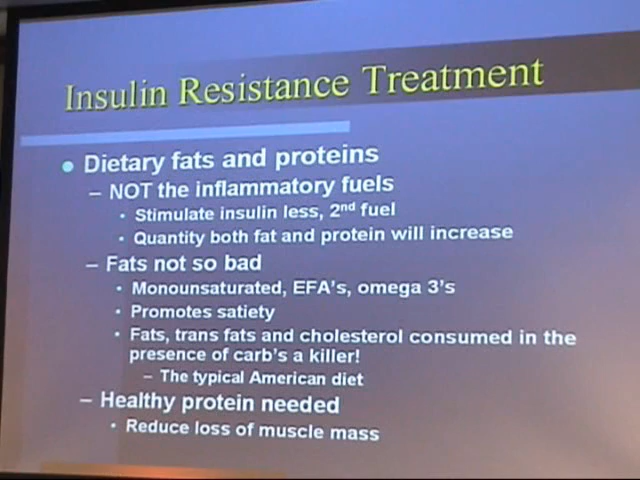 Insulin Resistance Treatment
• Dietary fats and proteins
– NOT the inflammatory fuels
• Stimulate insulin less, 2nd fuel
• Quantity both fat and protein will increase
– Fats not so bad
• Monounsaturated, EFA's, omega 3's
• Promotes satiety
• Fats, trans fats and cholesterol consumed in the
presence of carb's a killer!
– The typical American diet
– Healthy protein needed
• Reduce loss of muscle mass